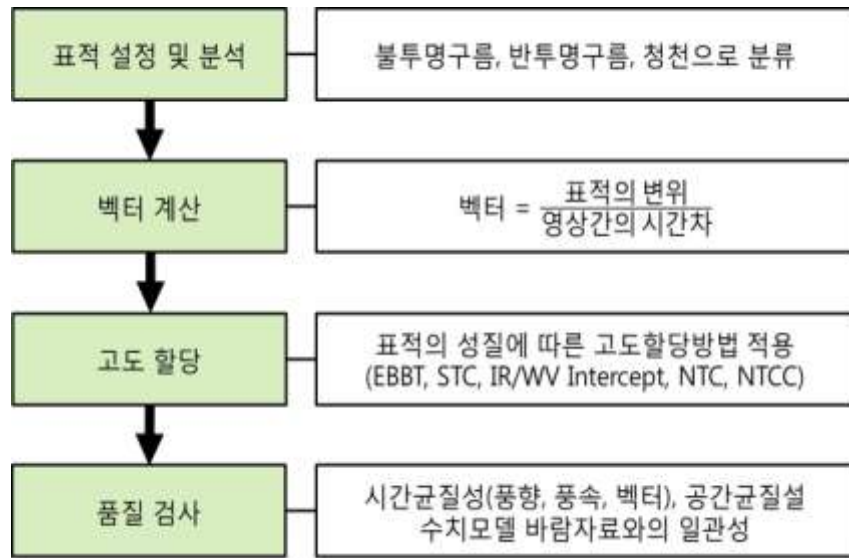 표적 설정 및 분석
불투명구름, 반투명구름, 청천으로 분류
벡터 계산
벡터 = 표적의 변위
영상간의 시간차
고도 할당
표적의 성질에 따른 고도할당방법 적용
(EBBT, STC, IR/WV Intercept, NTC, NTCC)
품질 검사
시간균질성(풍향, 풍속, 벡터), 공간균질설
수치모델 바람자료와의 일관성